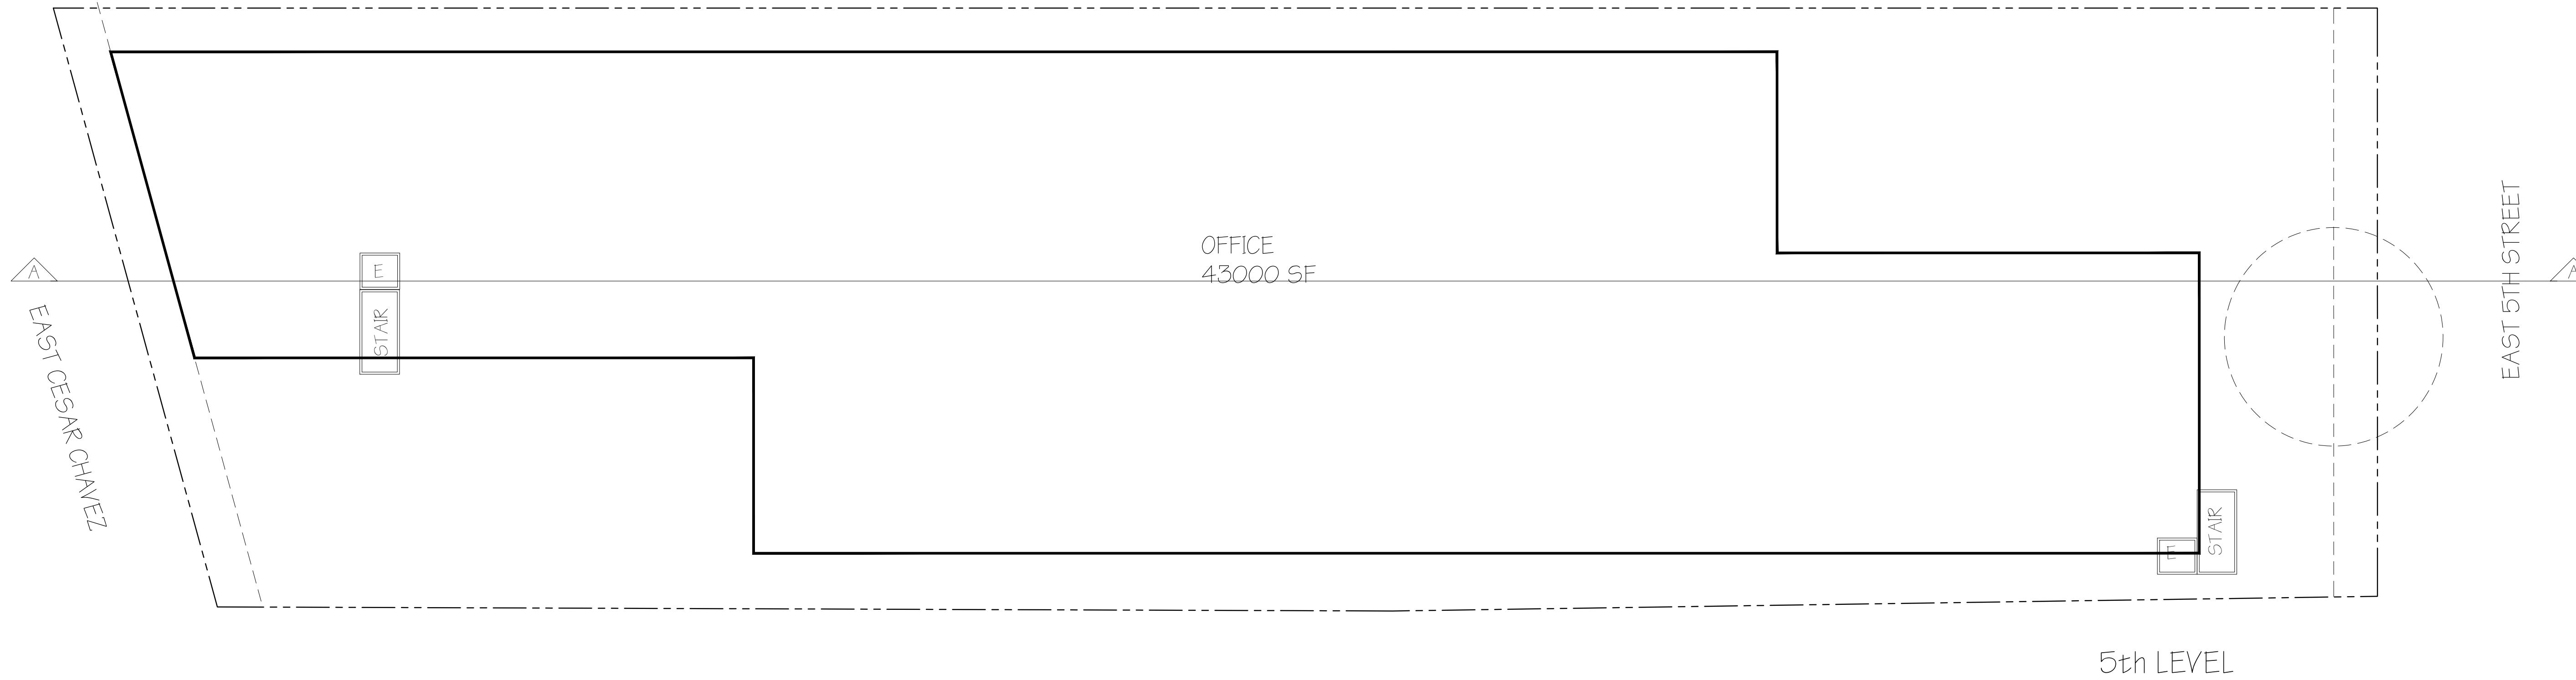 OFFICE
43000 SF
A
A
E
STAIR
E
STAIR
EAST CESAR CHAVEZ
EAST 5TH STREET
5th LEVEL